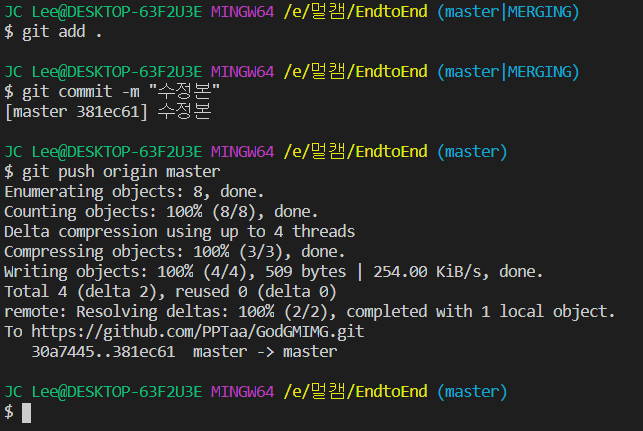 JC Lee@DESKTOP-63F2U3E MINGW64 /e/멀캠/EndtoEnd (master|MERGING)
$ git add .
JC Lee@DESKTOP-63F2U3E MINGW64 /e/멀캠/EndtoEnd (master|MERGING)
$ git commit -m "수정본"
[master 381ec61] 수정본
JC Lee@DESKTOP-63F2U3E MINGW64 /e/멀캠/EndtoEnd (master)
$ git push origin master
Enumerating objects: 8, done.
Counting objects: 100% (8/8), done.
Delta compression using up to 4 threads
Compressing objects: 100% (3/3), done.
Writing objects: 100% (4/4), 509 bytes | 254.00 KiB/s, done.
Total 4 (delta 2), reused 0 (delta 0)
remote: Resolving deltas: 100% (2/2), completed with 1 local object.
To https://github.com/PPTaa/GodGMIMG.git
30a7445..381ec61  master -> master
JC Lee@DESKTOP-63F2U3E MINGW64 /e/멀캠/EndtoEnd (master)
$